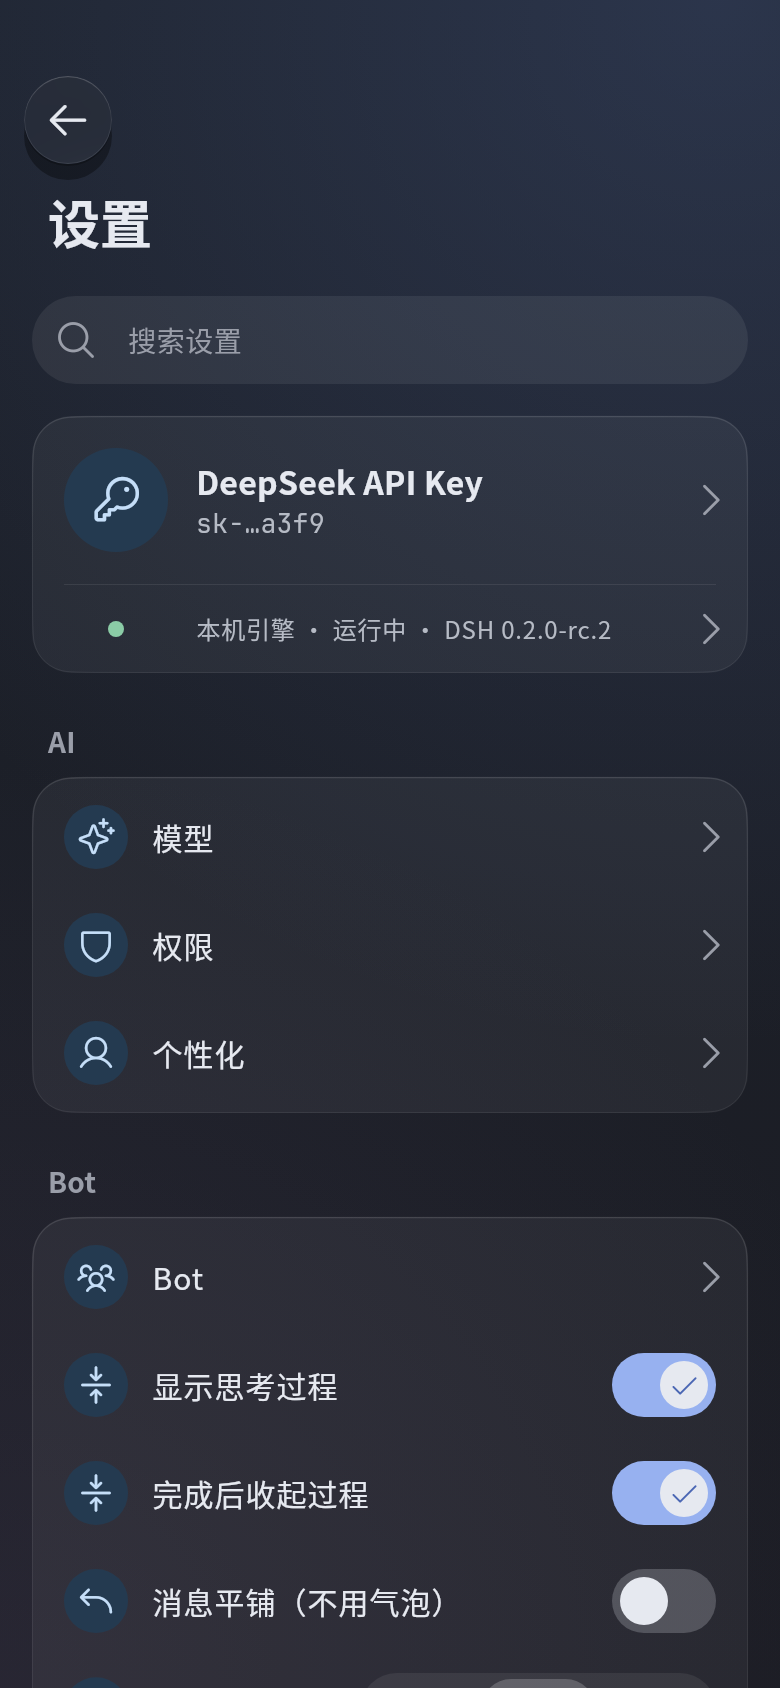 设置
搜索设置
DeepSeek API Key
sk-…a3f9
本机引擎 · 运行中 · DSH 0.2.0-rc.2
AI
模型
权限
个性化
Bot
Bot
显示思考过程
完成后收起过程
消息平铺（不用气泡）